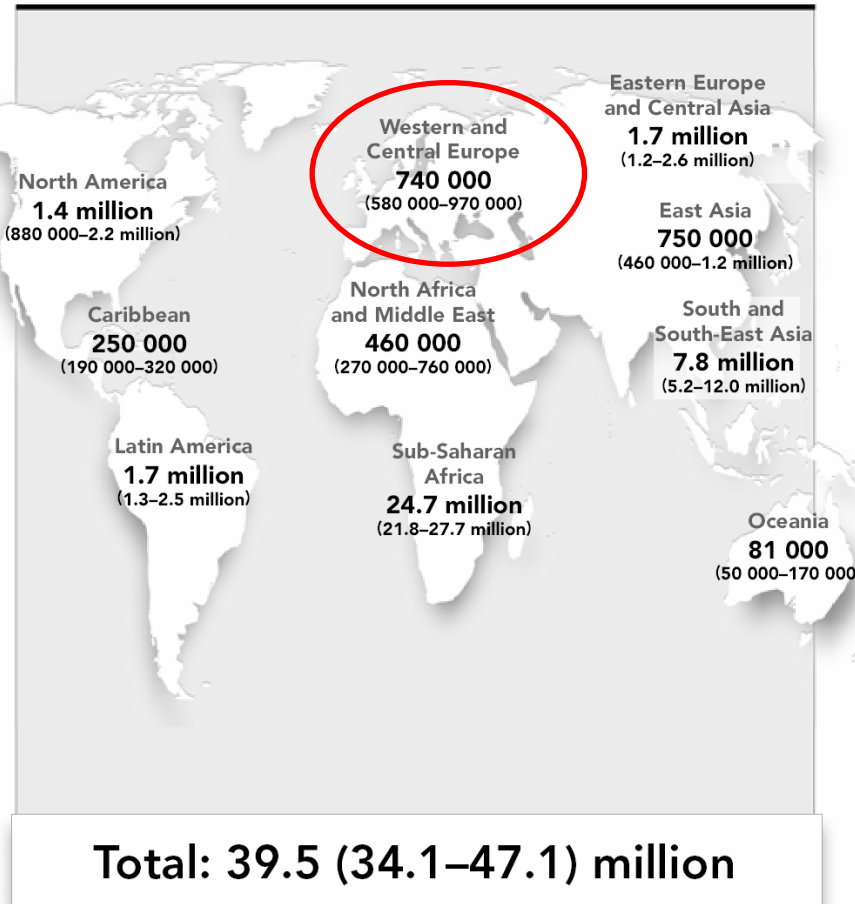 Eastern Europe
and Central Asia
1.7 million
(1.2–2.6 million)
Western and
Central Europe
740 000
(580 000–970 000)
North America
1.4 million
(880 000–2.2 million)
East Asia
750 000
(460 000–1.2 million)
North Africa
and Middle East
460 000
(270 000–760 000)
Caribbean
250 000
(190 000–320 000)
South and
South-East Asia
7.8 million
(5.2–12.0 million)
Latin America
1.7 million
(1.3–2.5 million)
Sub-Saharan
Africa
24.7 million
(21.8–27.7 million)
Oceania
81 000
(50 000–170 000
Total: 39.5 (34.1–47.1) million